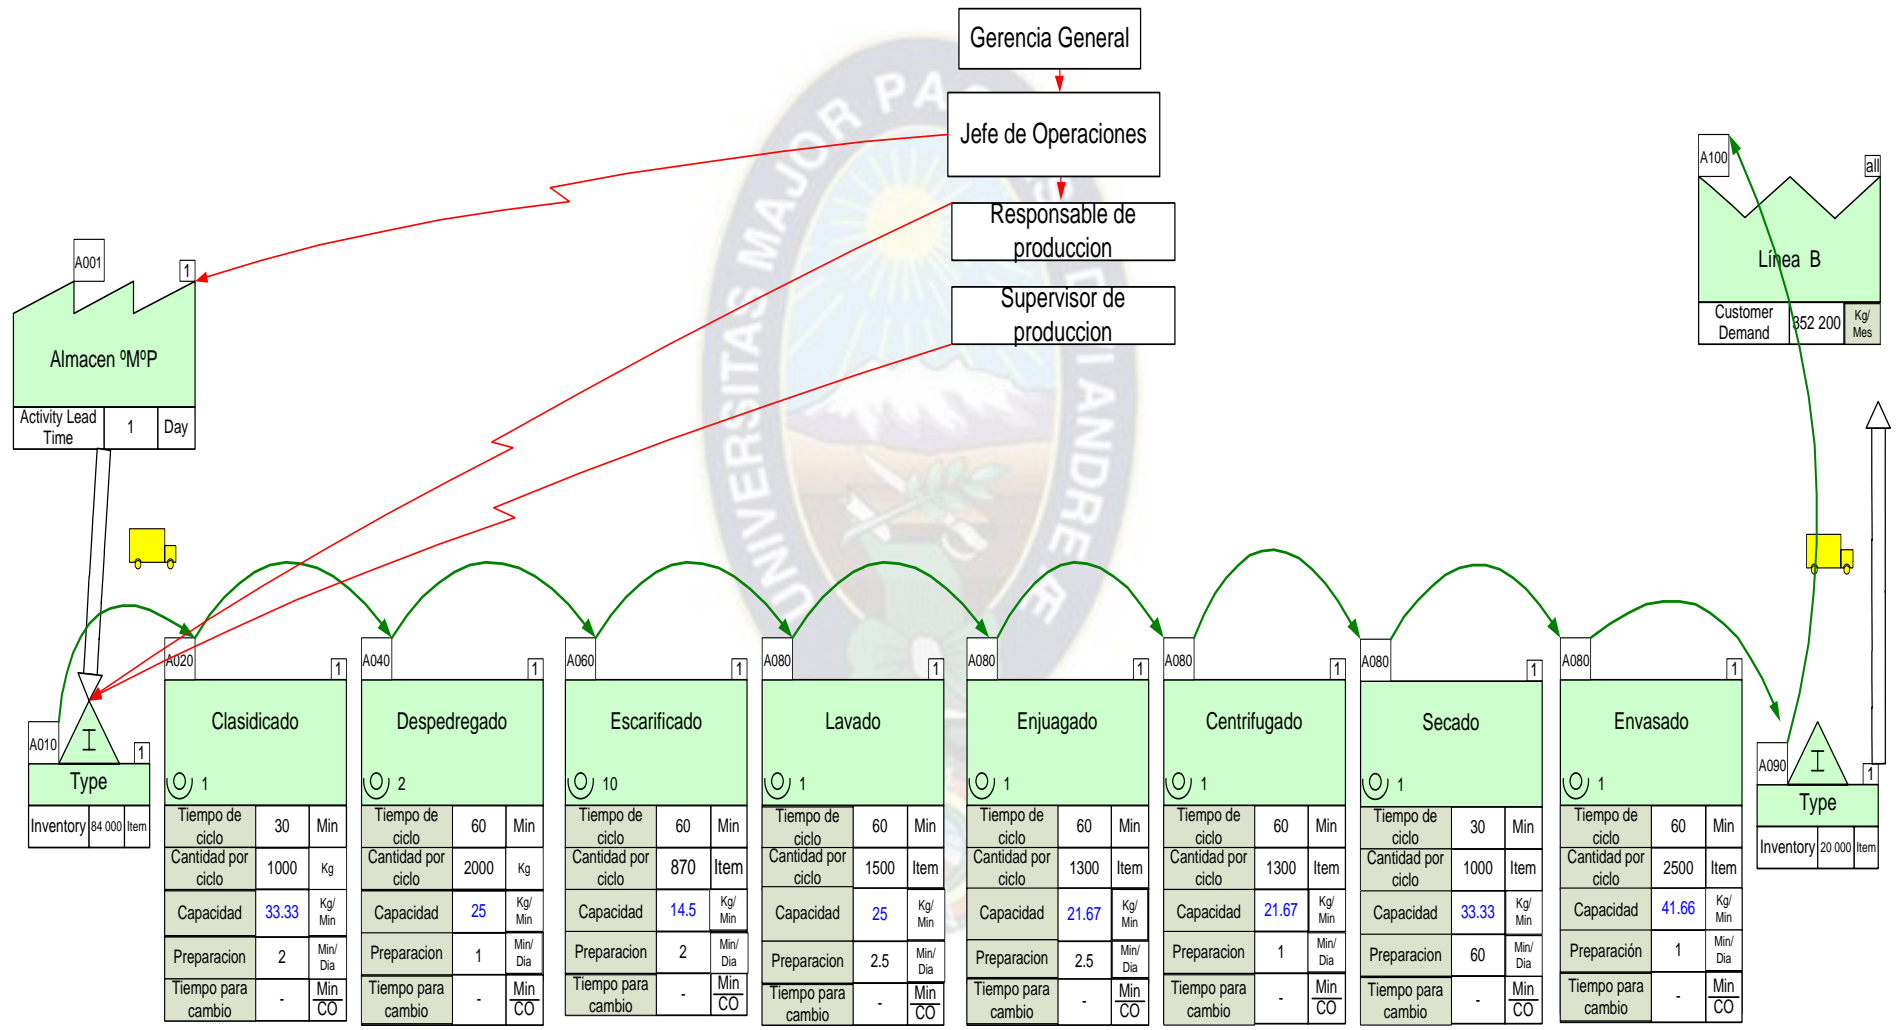 Gerencia General
Jefe de Operaciones
Responsable de
produccion
Supervisor de
produccion
UNIVERSITAS MAJOR PACENSIS DIVI ANDREÆ
A001
1
Almacen ºMºP
Activity Lead
Time
1
Day
A100
all
Línea B
Customer
Demand
352 200
Kg/
Mes
A010
1
Type
Inventory
84 000
Item
A020
1
Clasidicado
1
Tiempo de
ciclo
30
Min
Cantidad por
ciclo
1000
Kg
Capacidad
33.33
Kg/
Min
Preparacion
2
Min/
Dia
Tiempo para
cambio
-
Min
CO
A040
1
Despedregado
2
Tiempo de
ciclo
60
Min
Cantidad por
ciclo
2000
Kg
Capacidad
25
Kg/
Min
Preparacion
1
Min/
Dia
Tiempo para
cambio
-
Min
CO
A060
1
Escarificado
10
Tiempo de
ciclo
60
Min
Cantidad por
ciclo
870
Item
Capacidad
14.5
Kg/
Min
Preparacion
2
Min/
Dia
Tiempo para
cambio
-
Min
CO
A080
1
Lavado
1
Tiempo de
ciclo
60
Min
Cantidad por
ciclo
1500
Item
Capacidad
25
Kg/
Min
Preparacion
2.5
Min/
Dia
Tiempo para
cambio
-
Min
CO
A080
1
Enjuagado
1
Tiempo de
ciclo
60
Min
Cantidad por
ciclo
1300
Item
Capacidad
21.67
Kg/
Min
Preparacion
2.5
Min/
Dia
Tiempo para
cambio
-
Min
CO
A080
1
Centrifugado
1
Tiempo de
ciclo
60
Min
Cantidad por
ciclo
1300
Item
Capacidad
21.67
Kg/
Min
Preparacion
1
Min/
Dia
Tiempo para
cambio
-
Min
CO
A080
1
Secado
1
Tiempo de
ciclo
30
Min
Cantidad por
ciclo
1000
Item
Capacidad
33.33
Kg/
Min
Preparacion
60
Min/
Dia
Tiempo para
cambio
-
Min
CO
A080
1
Envasado
1
Tiempo de
ciclo
60
Min
Cantidad por
ciclo
2500
Item
Capacidad
41.66
Kg/
Min
Preparación
1
Min/
Dia
Tiempo para
cambio
-
Min
CO
A090
1
Type
Inventory
20 000
Item